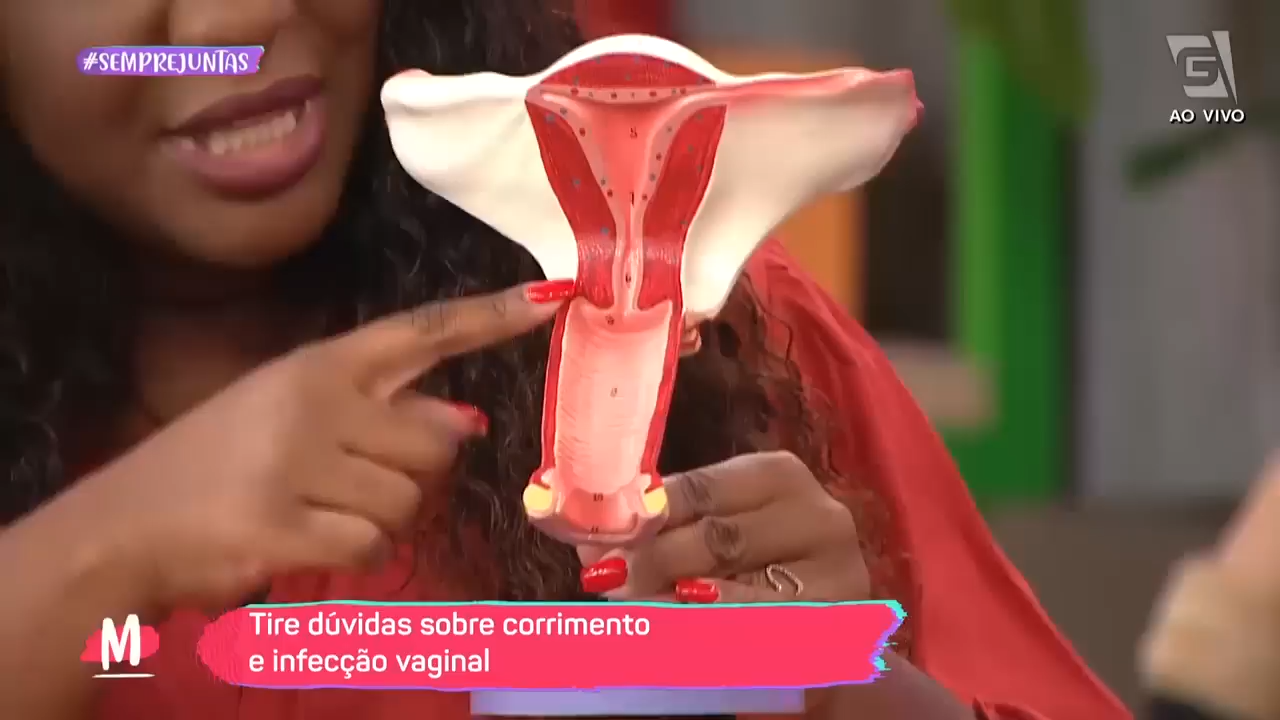 #SEMPREJUNTAS
G
AO VIVO
M
Tire dúvidas sobre corrimento
e infecção vaginal